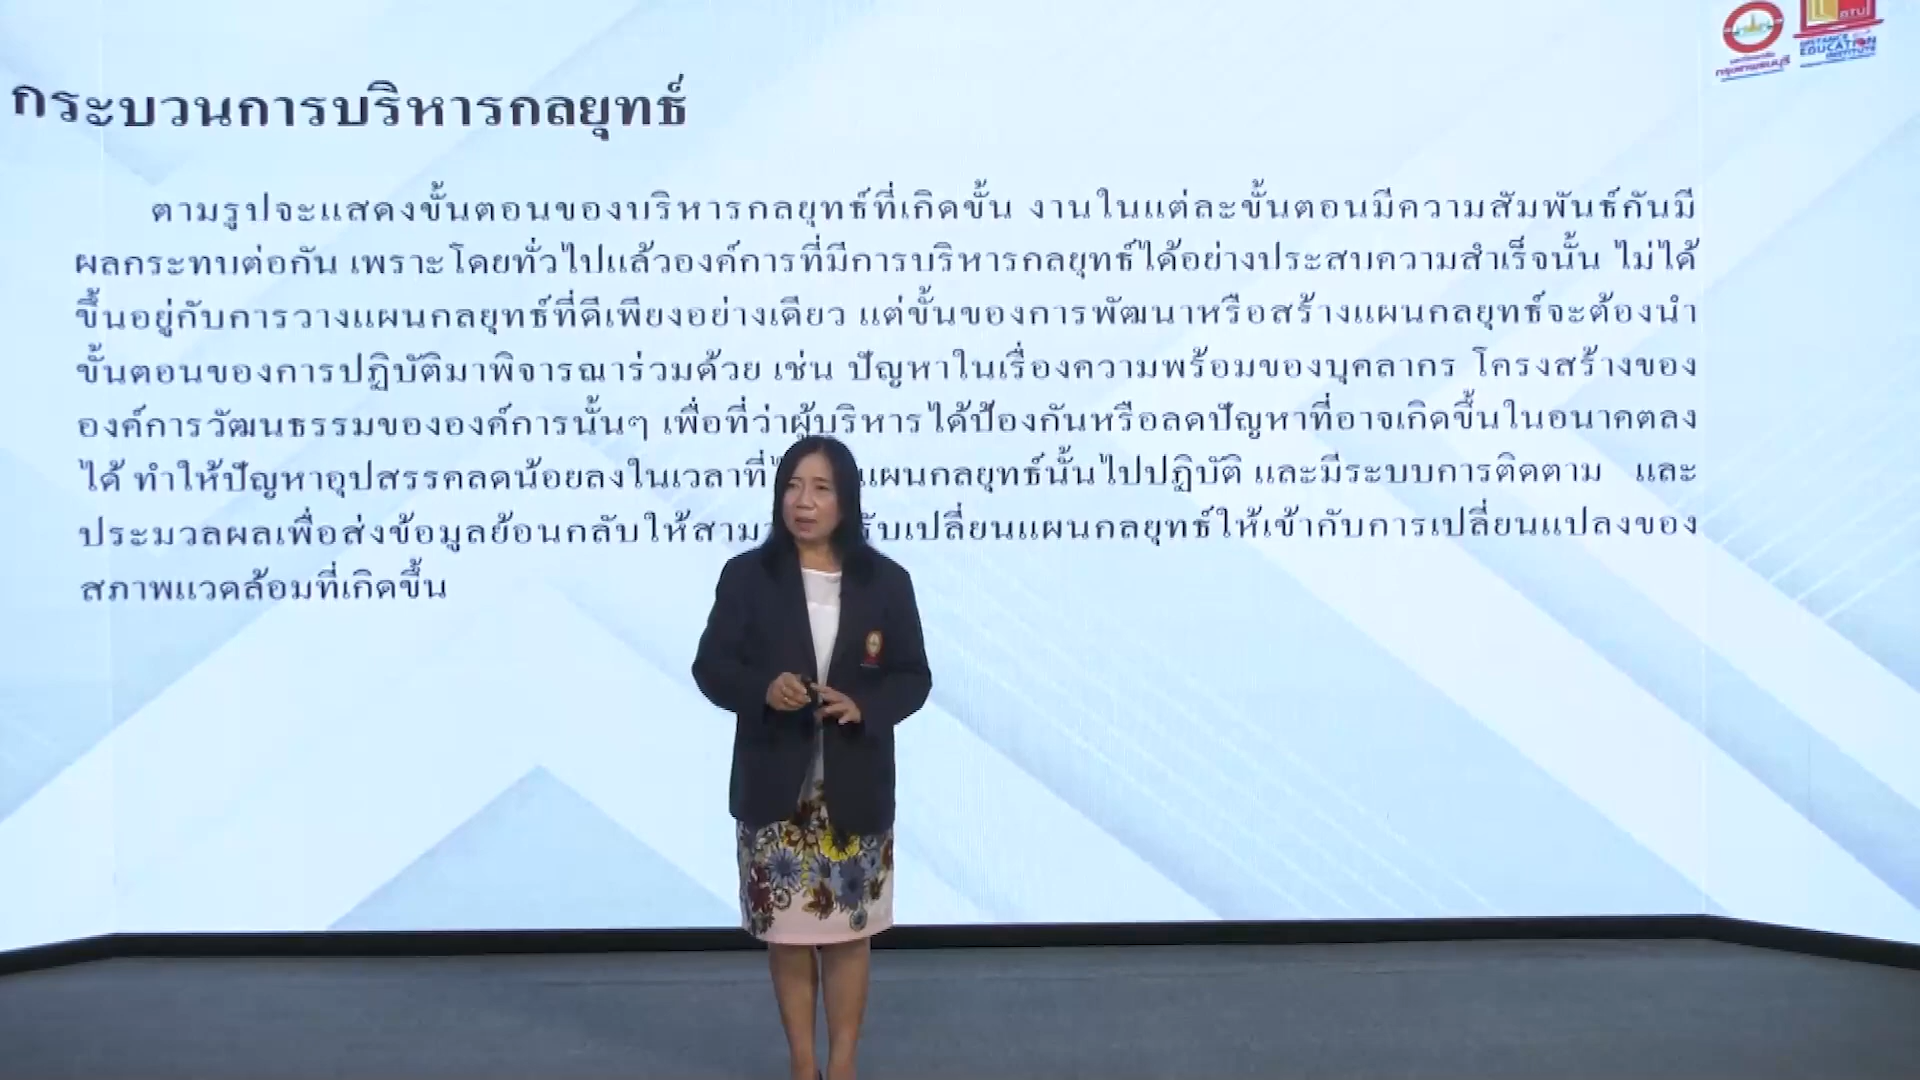 กระบวนการบริหารกลยุทธ์
ตามรูปจะแสดงขั้นตอนของบริหารกลยุทธ์ที่เกิดขั้น งานในแต่ละขั้นตอนมีความสัมพันธ์กันมี
ผลกระทบต่อกัน เพราะโดยทั่วไปแล้วองค์การที่มีการบริหารกลยุทธ์ได้อย่างประสบความสำเร็จนั้น ไม่ได้
ขึ้นอยู่กับการวางแผนกลยุทธ์ที่ดีเพียงอย่างเดียว แต่ขั้นของการพัฒนาหรือสร้างแผนกลยุทธ์จะต้องนำ
ขั้นตอนของการปฏิบัติมาพิจารณาร่วมด้วย เช่น ปัญหาในเรื่องความพร้อมของบุคลากร โครงสร้างของ
องค์การวัฒนธรรมขององค์การนั้นๆ เพื่อที่ว่าผู้บริหารได้ป้องกันหรือลดปัญหาที่อาจเกิดขึ้นในอนาคตลง
ได้ ทำให้ปัญหาอุปสรรคลดน้อยลงในเวลาที่ แผนกลยุทธ์นั้นไปปฏิบัติ และมีระบบการติดตาม และ
ประมวลผลเพื่อส่งข้อมูลย้อนกลับให้ เปลี่ยนแผนกลยุทธ์ให้เข้ากับการเปลี่ยนแปลงของ
สภาพแวดล้อมที่เกิดขึ้น
มหาวิทยาลัย
กรุงเทพธนบุรี
BTU
DISTANCE
EDUCATION
INSTITUTE